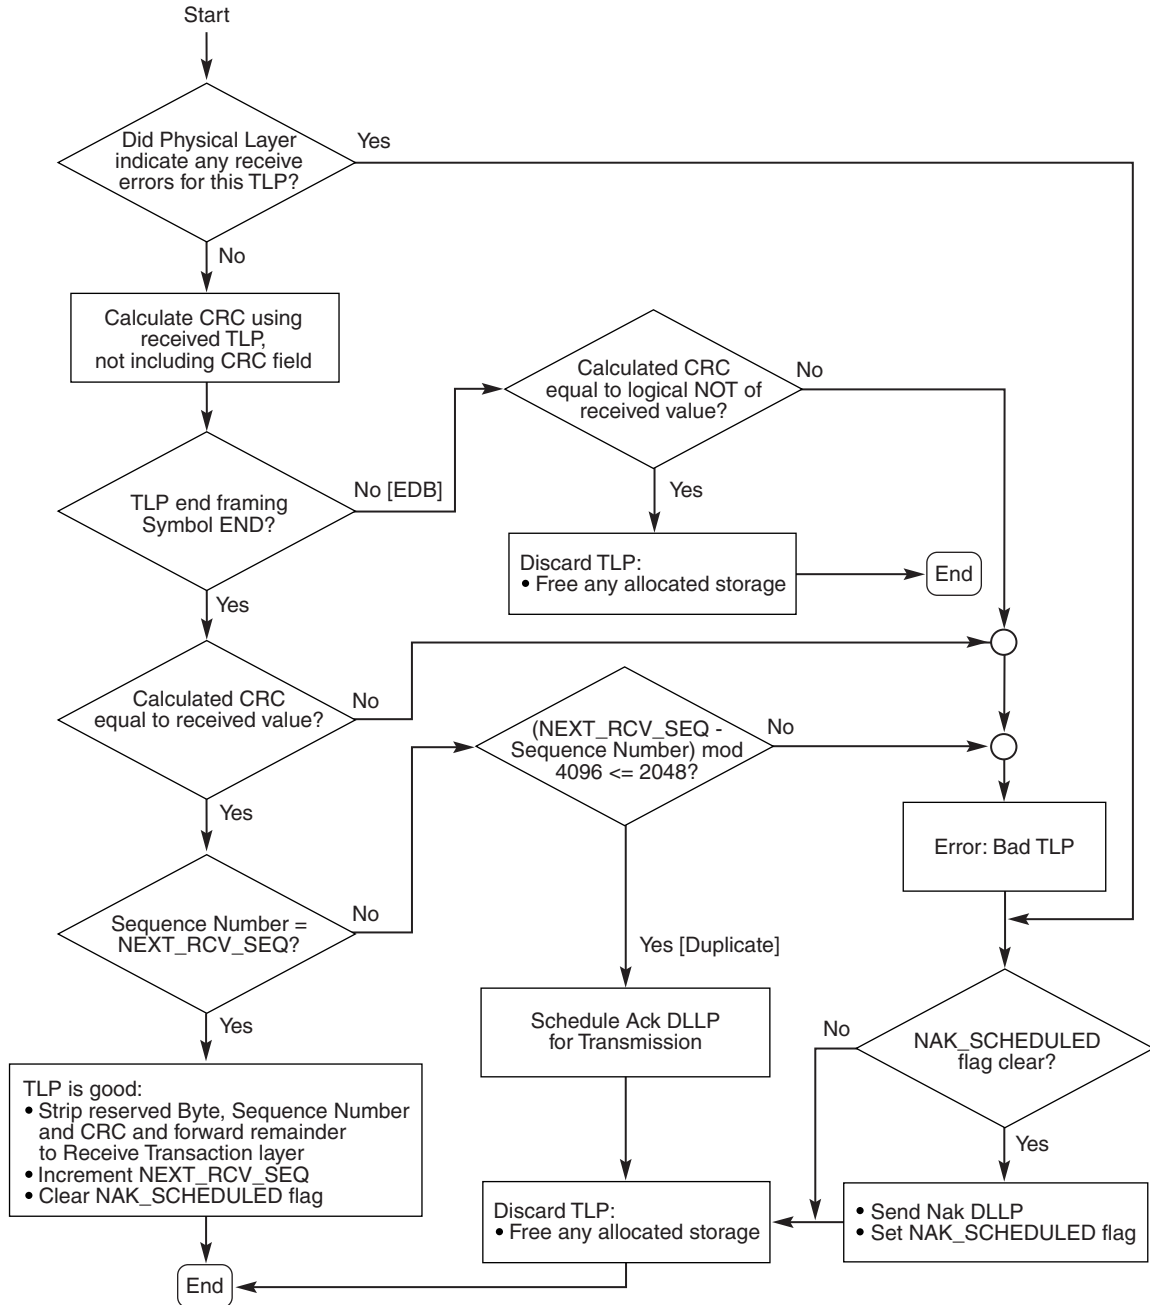 Start
Did Physical Layer
indicate any receive
errors for this TLP?
Yes
No
Calculate CRC using
received TLP,
not including CRC field
Calculated CRC
equal to logical NOT of
received value?
No
TLP end framing
Symbol END?
No [EDB]
Yes
Discard TLP:
• Free any allocated storage
End
Yes
Calculated CRC
equal to received value?
No
(NEXT_RCV_SEQ -
Sequence Number) mod
4096 <= 2048?
No
Yes
Error: Bad TLP
Sequence Number =
NEXT_RCV_SEQ?
No
Yes [Duplicate]
Yes
Schedule Ack DLLP
for Transmission
No
NAK_SCHEDULED
flag clear?
Yes
TLP is good:
• Strip reserved Byte, Sequence Number
and CRC and forward remainder
to Receive Transaction layer
• Increment NEXT_RCV_SEQ
• Clear NAK_SCHEDULED flag
Discard TLP:
• Free any allocated storage
• Send Nak DLLP
• Set NAK_SCHEDULED flag
End